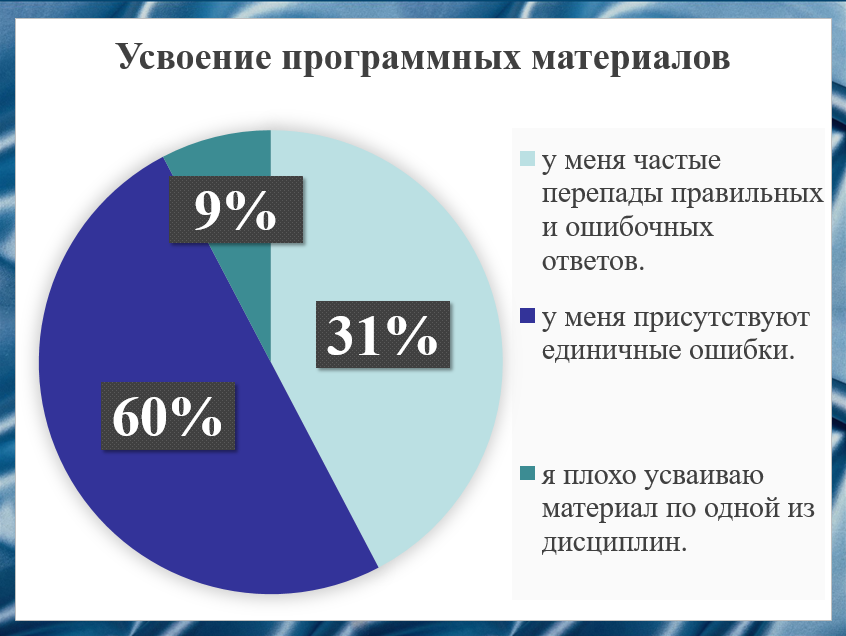 Усвоение программных материалов
9%
31%
60%
у меня частые
перепады правильных
и ошибочных
ответов.
у меня присутствуют
единичные ошибки.
я плохо усваиваю
материал по одной из
дисциплин.